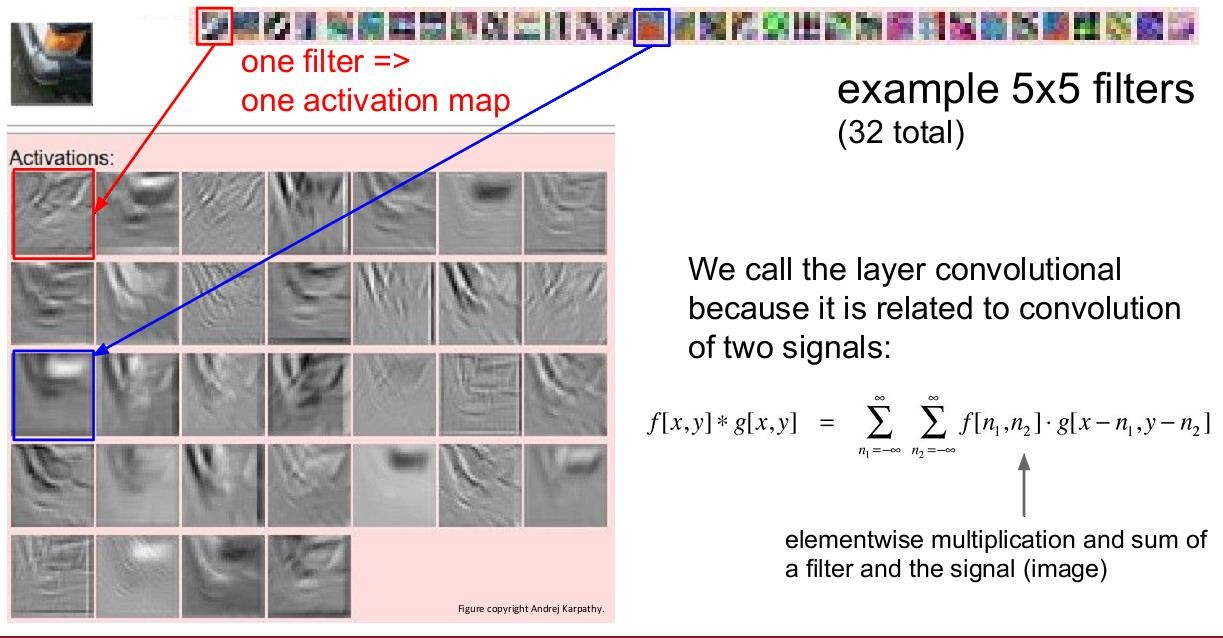 one filter =>
one activation map
example 5x5 filters
(32 total)
Activations:
We call the layer convolutional
because it is related to convolution
of two signals:
f[x,y] * g[x,y] = ∑_{n₁=-∞}^{∞} ∑_{n₂=-∞}^{∞} f[n₁,n₂]· g[x − n₁, y − n₂]
elementwise multiplication and sum of
a filter and the signal (image)
Figure copyright Andrej Karpathy.